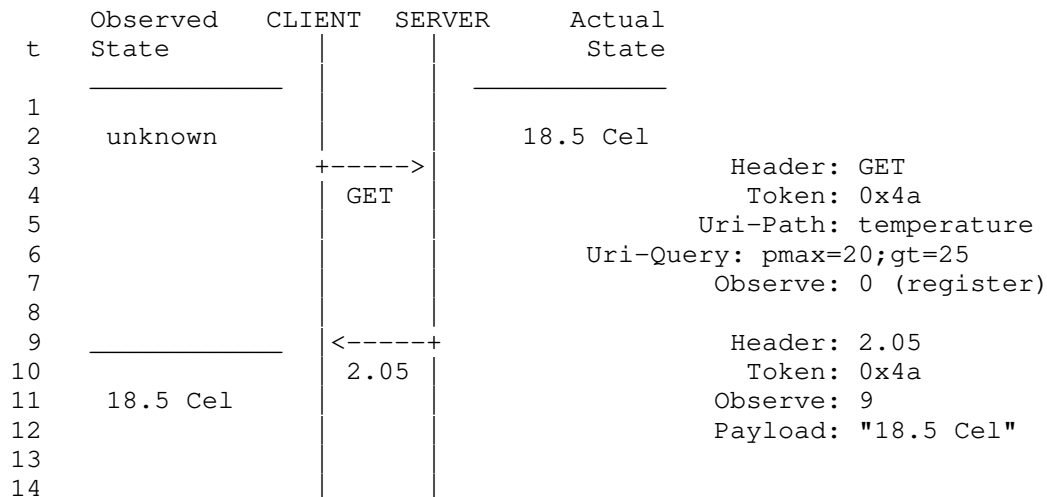 Observed CLIENT SERVER Actual
t State | | State
____________ | | ____________
1 | |
2 unknown | | 18.5 Cel
3 +-----> | Header: GET
4 | GET | Token: 0x4a
5 | | Uri-Path: temperature
6 | | Uri-Query: pmax=20;gt=25
7 | | Observe: 0 (register)
8 | |
9 ____________ |<-----+ Header: 2.05
10 | 2.05 | Token: 0x4a
11 18.5 Cel | | Observe: 9
12 | | Payload: "18.5 Cel"
13 | |
14 | |